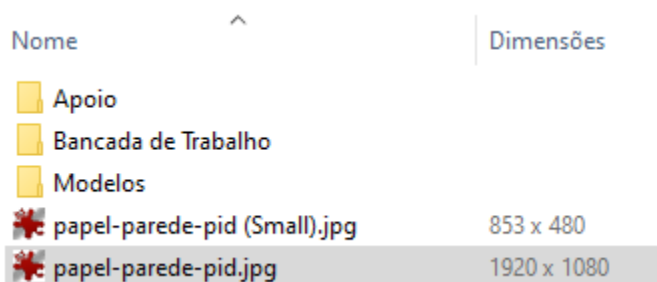 Nome Dimensões
Apoio
Bancada de Trabalho
Modelos
papel-parede-pid (Small).jpg 853 x 480
papel-parede-pid.jpg 1920 x 1080